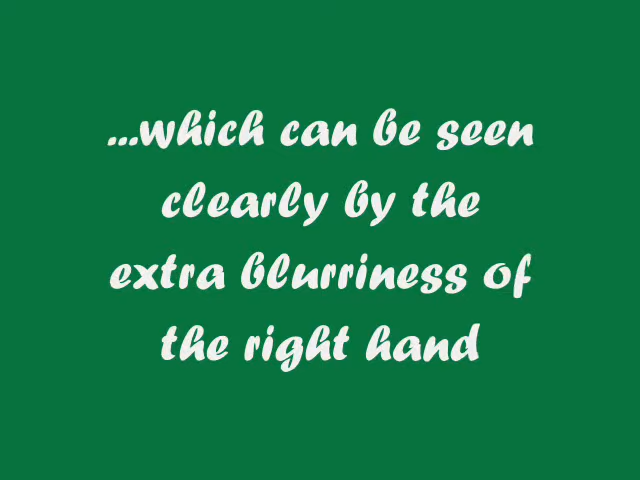 ...which can be seen
clearly by the
extra blurriness of
the right hand